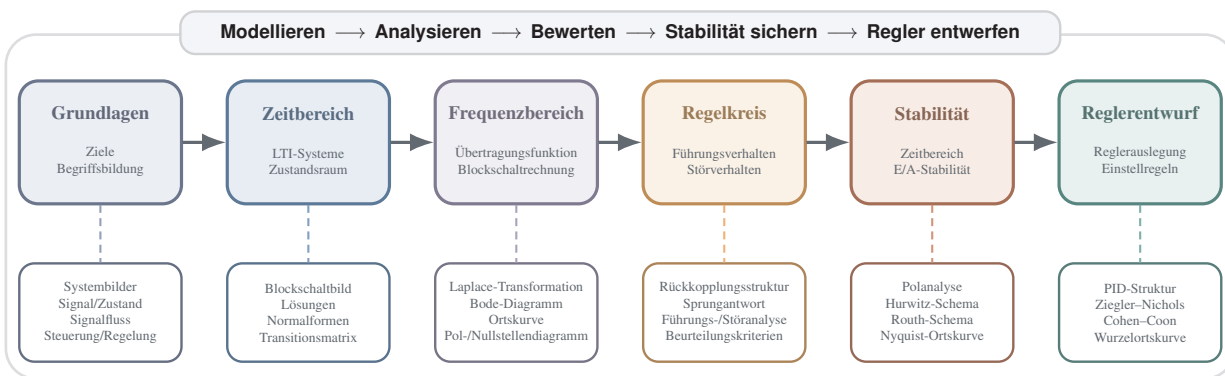 Modellieren → Analysieren → Bewerten → Stabilität sichern → Regler entwerfen
Grundlagen
Ziele
Begriffsbildung
Zeitbereich
LTI-Systeme
Zustandsraum
Frequenzbereich
Übertragungsfunktion
Blockschaltrechnung
Regelkreis
Führungsverhalten
Störverhalten
Stabilität
Zeitbereich
E/A-Stabilität
Reglerentwurf
Reglerauslegung
Einstellregeln
Systembilder
Signal/Zustand
Signalfluss
Steuerung/Regelung
Blockschaltbild
Lösungen
Normalformen
Transitionsmatrix
Laplace-Transformation
Bode-Diagramm
Ortskurve
Pol-/Nullstellendiagramm
Rückkopplungsstruktur
Sprungantwort
Führungs-/Störanalyse
Beurteilungskriterien
Polanalyse
Hurwitz-Schema
Routh-Schema
Nyquist-Ortskurve
PID-Struktur
Ziegler–Nichols
Cohen–Coon
Wurzelortskurve